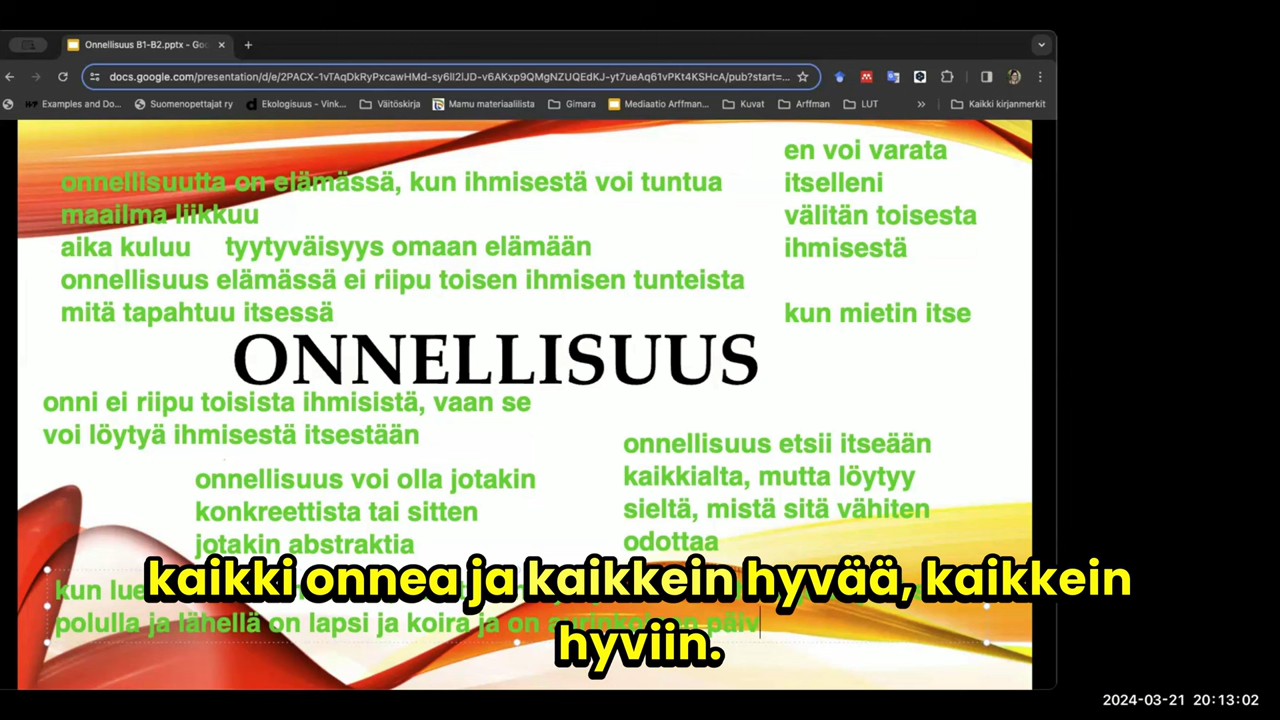 Onnellisuus B1-B2.pptx - Goo
docs.google.com/presentation/d/e/2PACX-1vTAqDkRyPxcawHMd-sy6lI2lJD-v6AKxp9QMgNZUQEdKJ-yt7ueAq61vPKt4KSHcA/pub?start=...
Examples and Do... Suomenopettajat ry Ekologisuus - Vink... Väitöskirja Mamu materiaalilista Gimara Mediaatio Arffman... Kuvat Arffman LUT » Kaikki kirjanmerkit
onnellisuutta on elämässä, kun ihmisestä voi tuntua
maailma liikkuu
aika kuluu tyytyväisyys omaan elämään
onnellisuus elämässä ei riipu toisen ihmisen tunteista
mitä tapahtuu itsessä
en voi varata
itselleni
välitän toisesta
ihmisestä
kun mietin itse
ONNELLISUUS
onni ei riipu toisista ihmisistä, vaan se
voi löytyä ihmisestä itsestään
onnellisuus voi olla jotakin
konkreettista tai sitten
jotakin abstraktia
onnellisuus etsii itseään
kaikkialta, mutta löytyy
sieltä, mistä sitä vähiten
odottaa
kun
polulla ja lähellä on lapsi ja koira ja on päiv
kaikki onnea ja kaikkein hyvää, kaikkein
hyviin.
2024-03-21 20:13:02